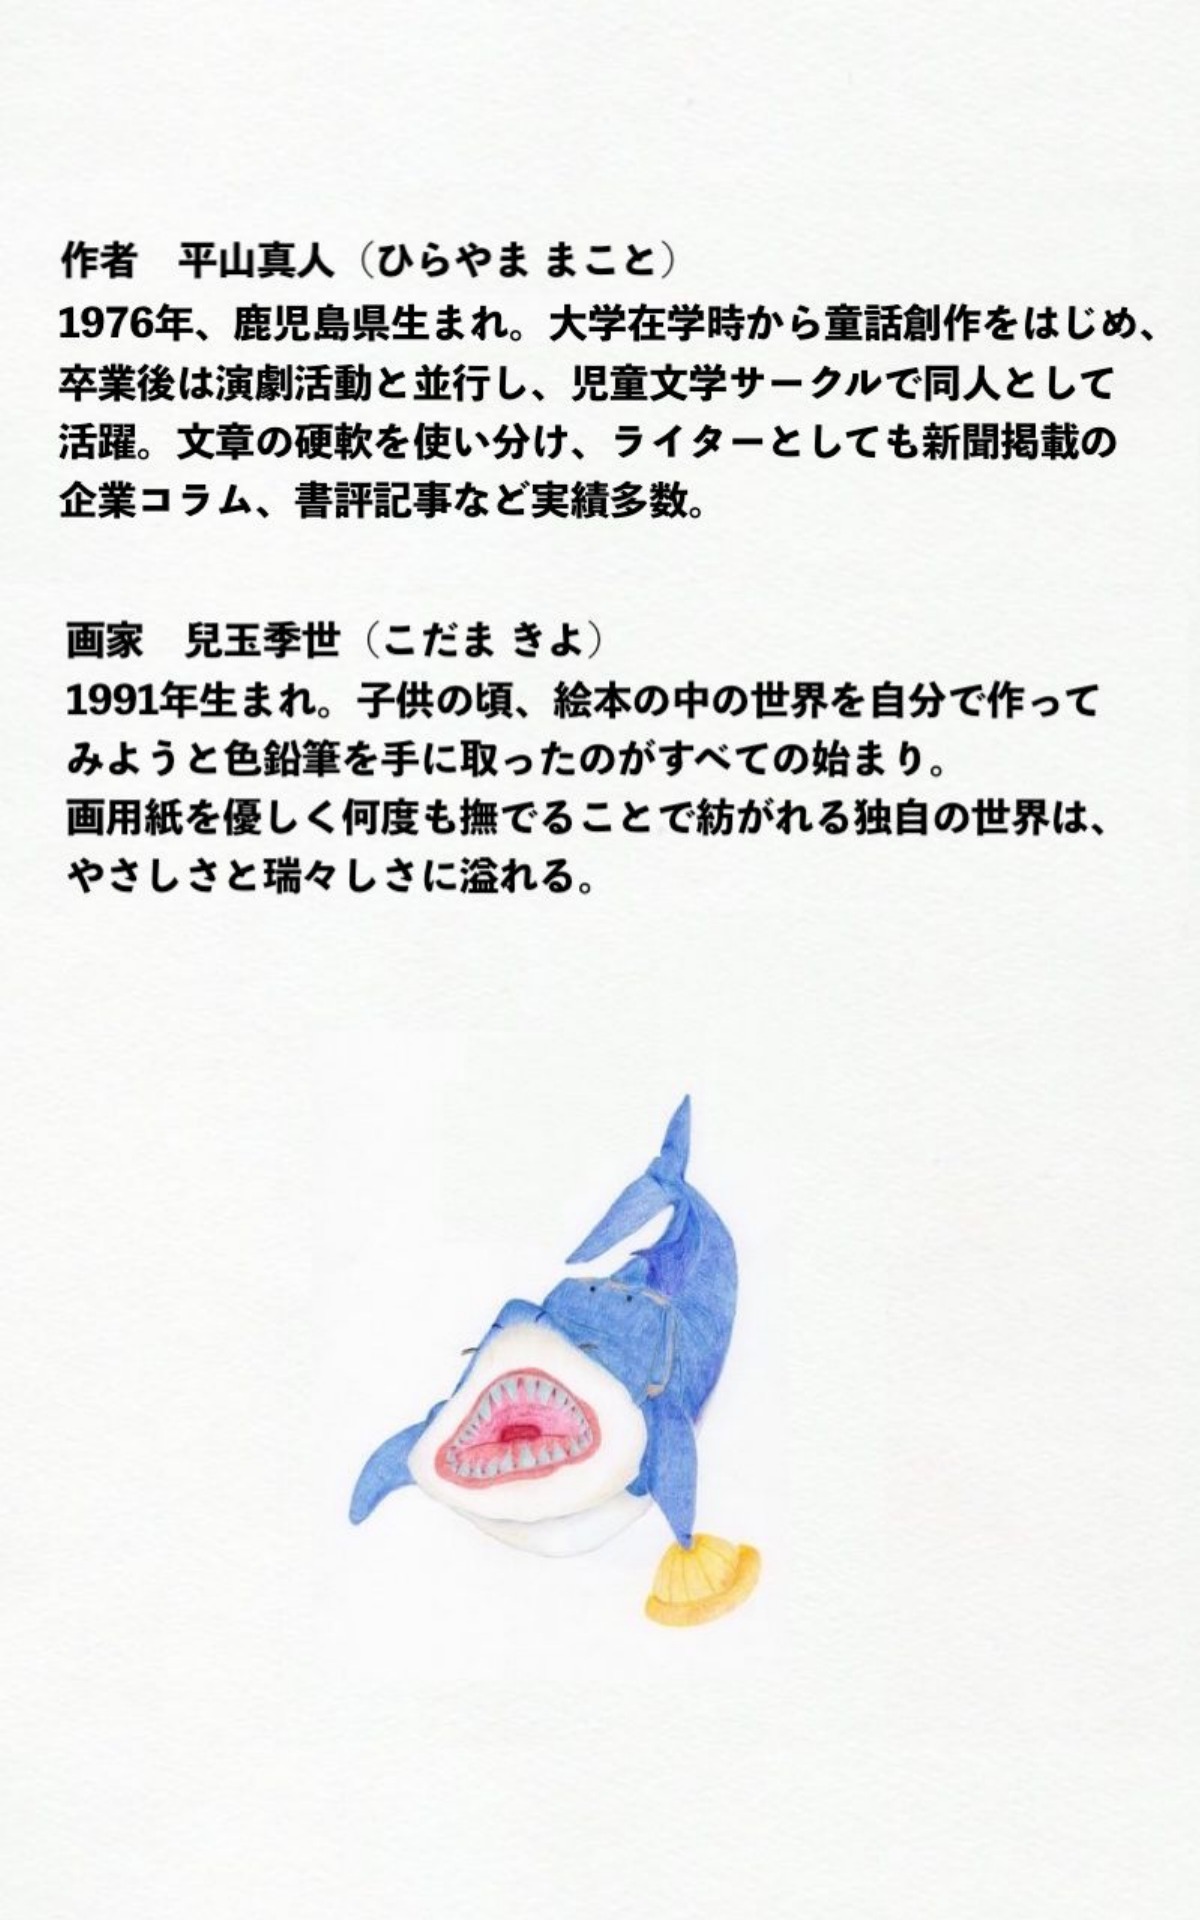 作者　平山真人（ひらやま まこと）
1976年、鹿児島県生まれ。大学在学時から童話創作をはじめ、
卒業後は演劇活動と並行し、児童文学サークルで同人として
活躍。文章の硬軟を使い分け、ライターとしても新聞掲載の
企業コラム、書評記事など実績多数。
画家　兒玉季世（こだま きよ）
1991年生まれ。子供の頃、絵本の中の世界を自分で作って
みようと色鉛筆を手に取ったのがすべての始まり。
画用紙を優しく何度も撫でることで紡がれる独自の世界は、
やさしさと瑞々しさに溢れる。